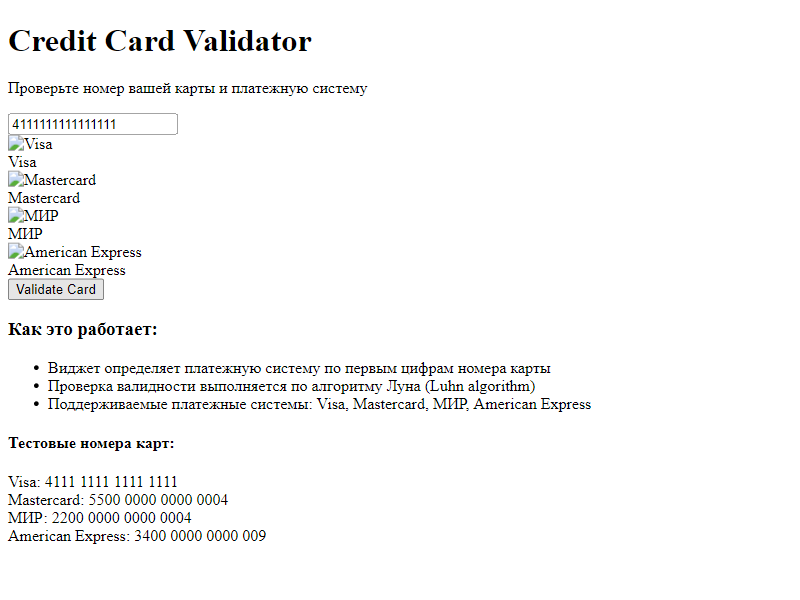 Credit Card Validator
Проверьте номер вашей карты и платежную систему
4111111111111111
Visa
Visa
Mastercard
Mastercard
МИР
МИР
American Express
American Express
Validate Card
Как это работает:
• Виджет определяет платежную систему по первым цифрам номера карты
• Проверка валидности выполняется по алгоритму Луна (Luhn algorithm)
• Поддерживаемые платежные системы: Visa, Mastercard, МИР, American Express
Тестовые номера карт:
Visa: 4111 1111 1111 1111
Mastercard: 5500 0000 0000 0004
МИР: 2200 0000 0000 0004
American Express: 3400 0000 0000 009